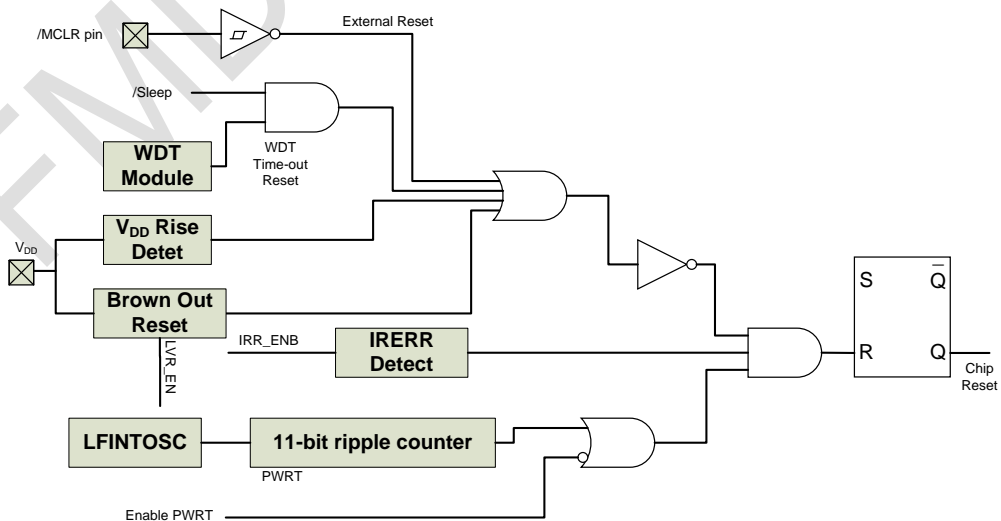 /MCLR pin
External Reset
/Sleep
WDT
Module
WDT
Time-out
Reset
VDD Rise
Detet
VDD
Brown Out
Reset
LVR_EN
IRR_ENB
IRERR
Detect
S
Q
R
Q
Chip
Reset
LFINTOSC
11-bit ripple counter
PWRT
Enable PWRT